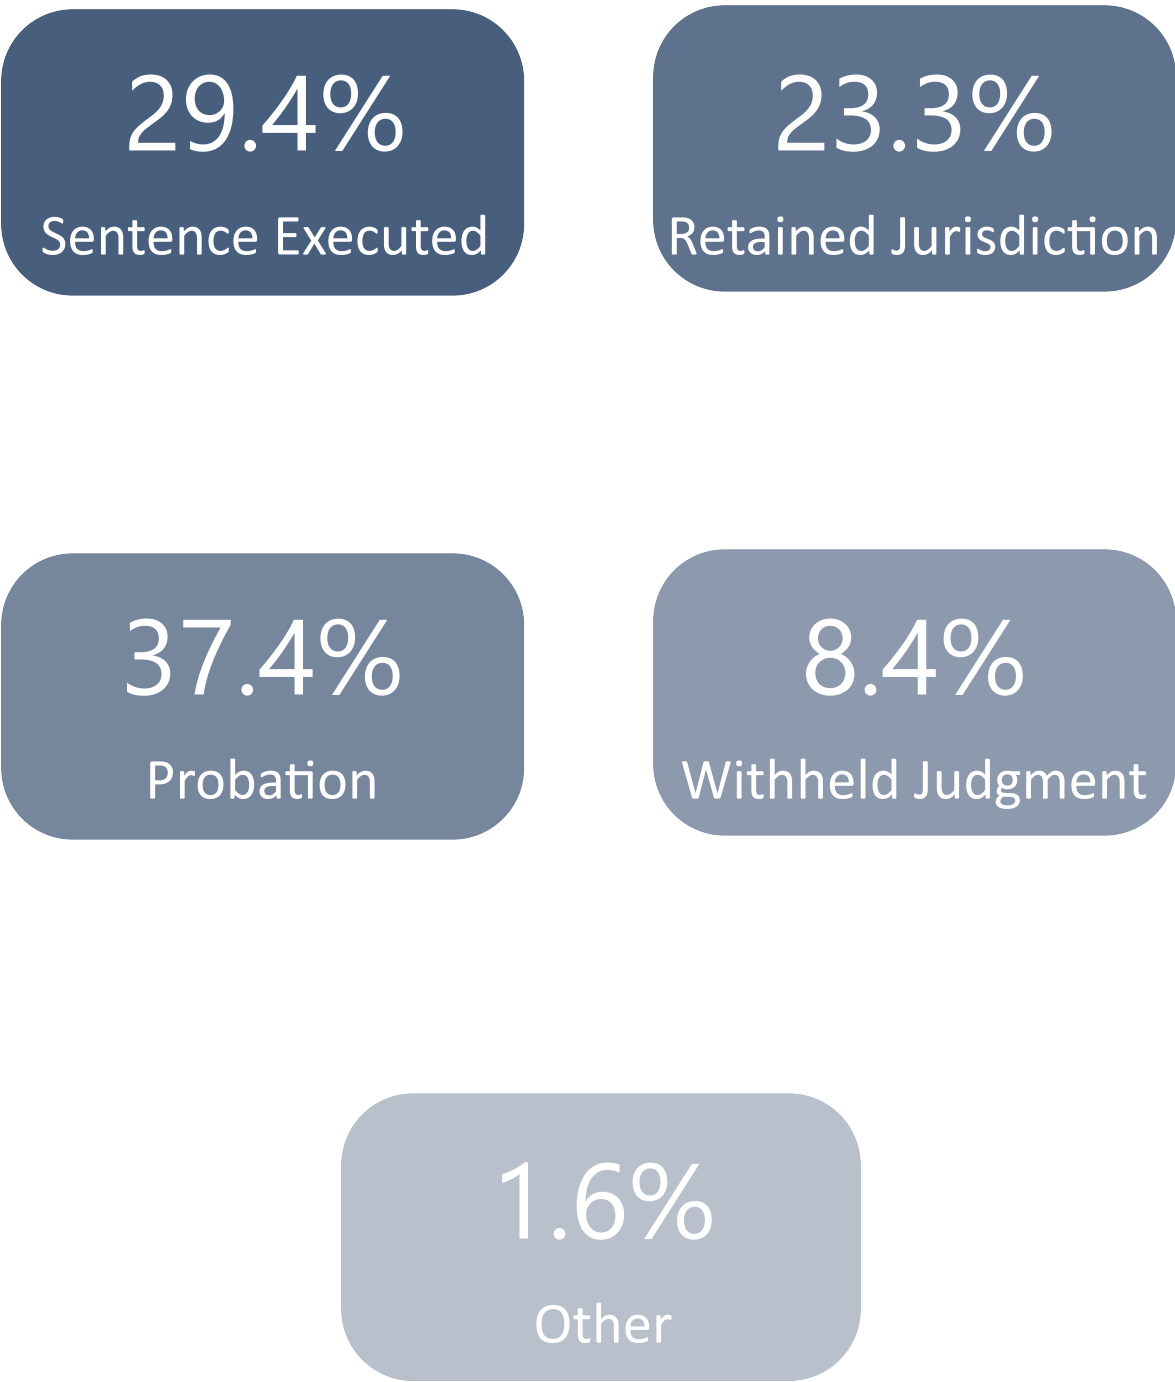 29.4%
Sentence Executed
23.3%
Retained Jurisdiction
37.4%
Probation
8.4%
Withheld Judgment
1.6%
Other